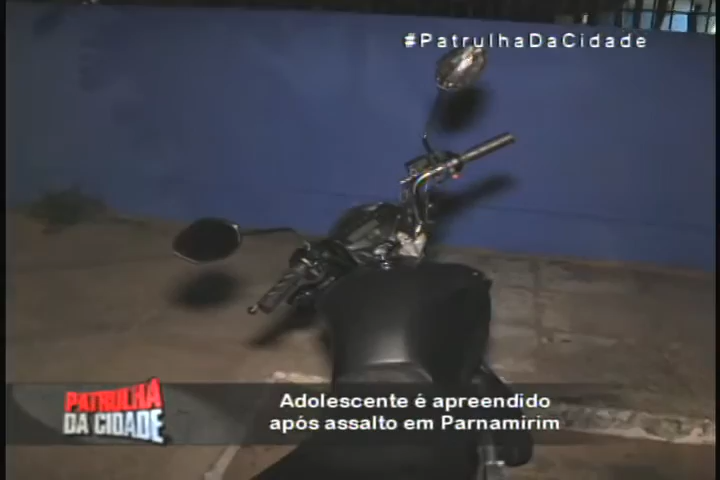 #PatrulhaDaCidade
PATRULHA
DA CIDADE
Adolescente é apreendido
após assalto em Parnamirim